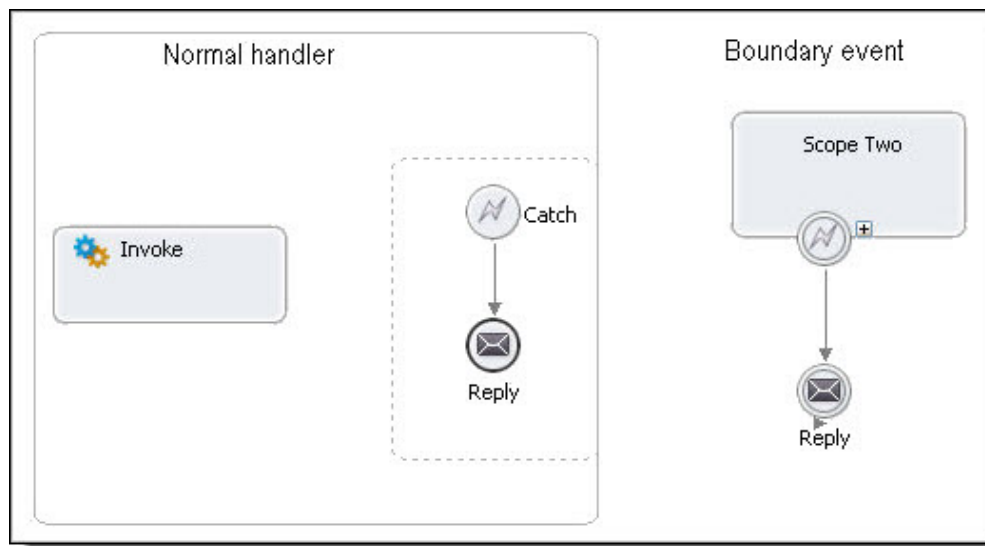 Normal handler
Boundary event
Scope Two
Catch
Invoke
Reply
Reply